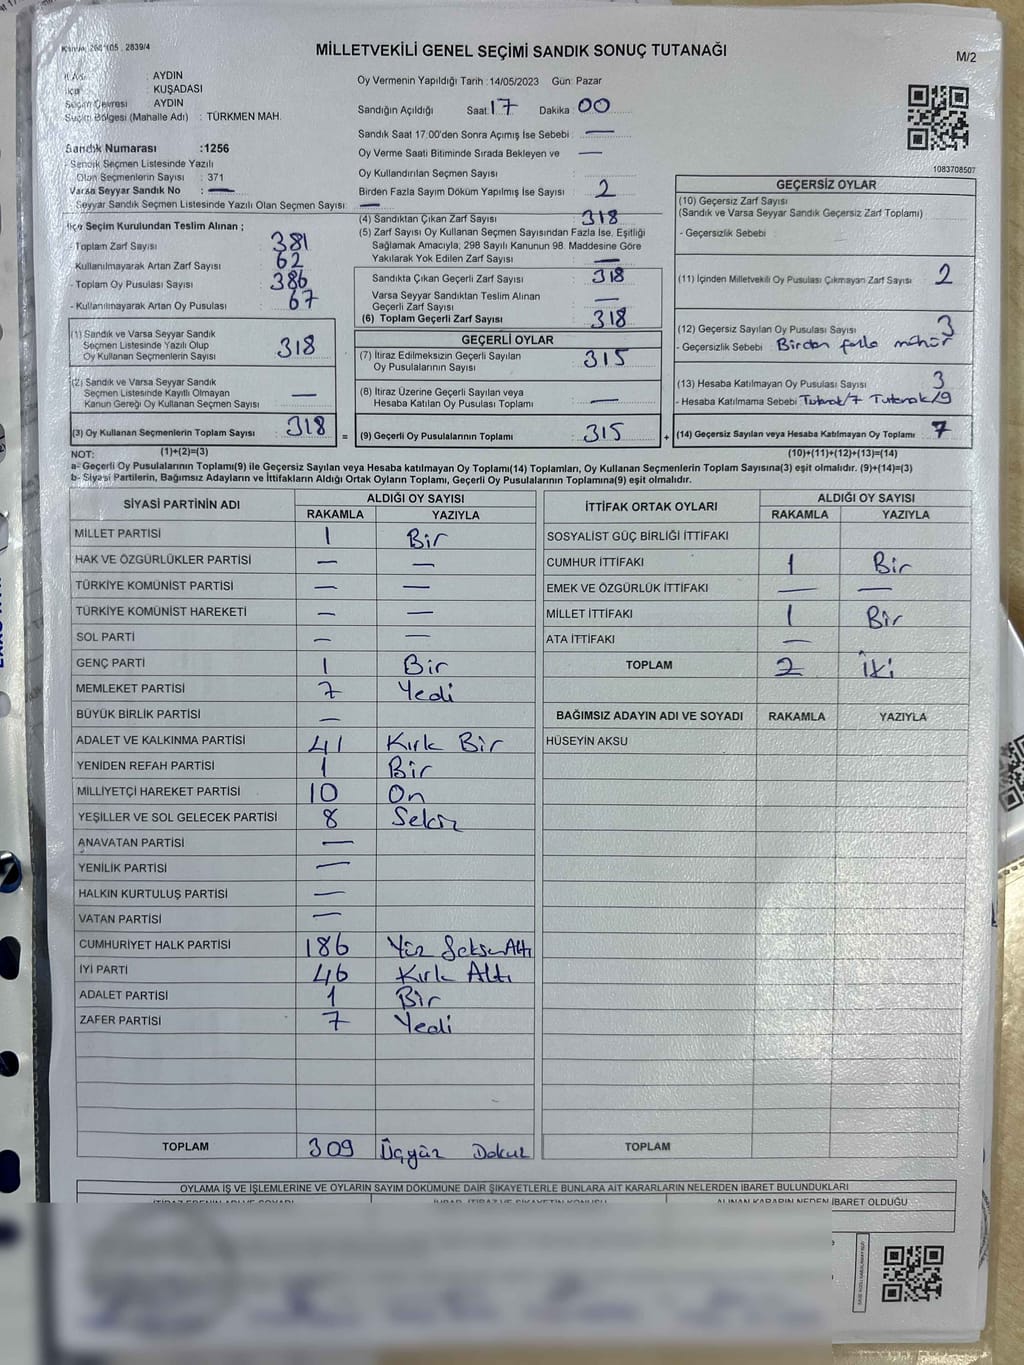 MİLLETVEKİLİ GENEL SEÇİMİ SANDIK SONUÇ TUTANAĞI
M/2
2839/4
: AYDIN
: KUŞADASI
Seçim Çevresi : AYDIN
Seçim Bölgesi (Mahalle Adı) : TÜRKMEN MAH.
Sandık Numarası :1256
- Sandık Seçmen Listesinde Yazılı
Olan Seçmenlerin Sayısı : 371
Varsa Seyyar Sandık No : —
Seyyar Sandık Seçmen Listesinde Yazılı Olan Seçmen Sayısı: —
Oy Vermenin Yapıldığı Tarih :14/05/2023 Gün: Pazar
Sandığın Açıldığı Saat: 17 Dakika : 00
Sandık Saat 17:00'den Sonra Açımış İse Sebebi : —
Oy Verme Saati Bitiminde Sırada Bekleyen ve —
Oy Kullandırılan Seçmen Sayısı :
Birden Fazla Sayım Döküm Yapılmış İse Sayısı : 2
1083708507
İlçe Seçim Kurulundan Teslim Alınan ;
- Toplam Zarf Sayısı : 381
- Kullanılmayarak Artan Zarf Sayısı : 62
- Toplam Oy Pusulası Sayısı : 386
- Kullanılmayarak Artan Oy Pusulası : 67
(4) Sandıktan Çıkan Zarf Sayısı : 318
(5) Zarf Sayısı Oy Kullanan Seçmen Sayısından Fazla İse, Eşitliği
Sağlamak Amacıyla; 298 Sayılı Kanunun 98. Maddesine Göre
Yakılarak Yok Edilen Zarf Sayısı : —
Sandıkta Çıkan Geçerli Zarf Sayısı : 318
Varsa Seyyar Sandıktan Teslim Alınan
Geçerli Zarf Sayısı : —
(6) Toplam Geçerli Zarf Sayısı : 318
GEÇERSİZ OYLAR
(10) Geçersiz Zarf Sayısı
(Sandık ve Varsa Seyyar Sandık Geçersiz Zarf Toplamı) :
- Geçersizlik Sebebi :
(11) İçinden Milletvekili Oy Pusulası Çıkmayan Zarf Sayısı : 2
(12) Geçersiz Sayılan Oy Pusulası Sayısı : 3
- Geçersizlik Sebebi : Birden fazla mühür
(13) Hesaba Katılmayan Oy Pusulası Sayısı : 3
- Hesaba Katılmama Sebebi : Tutanak/7 Tutanak/9
(14) Geçersiz Sayılan veya Hesaba Katılmayan Oy Toplamı : 7
(10)+(11)+(12)+(13)=(14)
(1) Sandık ve Varsa Seyyar Sandık
Seçmen Listesinde Yazılı Olup
Oy Kullanan Seçmenlerin Sayısı : 318
(2) Sandık ve Varsa Seyyar Sandık
Seçmen Listesinde Kayıtlı Olmayan
Kanun Gereği Oy Kullanan Seçmen Sayısı : —
(3) Oy Kullanan Seçmenlerin Toplam Sayısı : 318 =
(1)+(2)=(3)
GEÇERLİ OYLAR
(7) İtiraz Edilmeksizin Geçerli Sayılan
Oy Pusulalarının Sayısı : 315
(8) İtiraz Üzerine Geçerli Sayılan veya
Hesaba Katılan Oy Pusulası Toplamı : —
(9) Geçerli Oy Pusulalarının Toplamı : 315 +
NOT:
a- Geçerli Oy Pusulalarının Toplamı(9) ile Geçersiz Sayılan veya Hesaba katılmayan Oy Toplamı(14) Toplamları, Oy Kullanan Seçmenlerin Toplam Sayısına(3) eşit olmalıdır. (9)+(14)=(3)
b- Siyasi Partilerin, Bağımsız Adayların ve İttifakların Aldığı Ortak Oyların Toplamı, Geçerli Oy Pusulalarının Toplamına(9) eşit olmalıdır.
SİYASİ PARTİNİN ADI ALDIĞI OY SAYISI
RAKAMLA YAZIYLA
MİLLET PARTİSİ 1 Bir
HAK VE ÖZGÜRLÜKLER PARTİSİ — —
TÜRKİYE KOMÜNİST PARTİSİ — —
TÜRKİYE KOMÜNİST HAREKETİ — —
SOL PARTİ — —
GENÇ PARTİ 1 Bir
MEMLEKET PARTİSİ 7 Yedi
BÜYÜK BİRLİK PARTİSİ —
ADALET VE KALKINMA PARTİSİ 41 Kırk Bir
YENİDEN REFAH PARTİSİ 1 Bir
MİLLİYETÇİ HAREKET PARTİSİ 10 On
YEŞİLLER VE SOL GELECEK PARTİSİ 8 Sekiz
ANAVATAN PARTİSİ —
YENİLİK PARTİSİ —
HALKIN KURTULUŞ PARTİSİ —
VATAN PARTİSİ —
CUMHURİYET HALK PARTİSİ 186 Yüz Seksen Altı
İYİ PARTİ 46 Kırk Altı
ADALET PARTİSİ 1 Bir
ZAFER PARTİSİ 7 Yedi
TOPLAM 309 Üçyüz Dokuz
İTTİFAK ORTAK OYLARI ALDIĞI OY SAYISI
RAKAMLA YAZIYLA
SOSYALİST GÜÇ BİRLİĞİ İTTİFAKI
CUMHUR İTTİFAKI 1 Bir
EMEK VE ÖZGÜRLÜK İTTİFAKI — —
MİLLET İTTİFAKI 1 Bir
ATA İTTİFAKI —
TOPLAM 2 İki
BAĞIMSIZ ADAYIN ADI VE SOYADI RAKAMLA YAZIYLA
HÜSEYİN AKSU
TOPLAM
OYLAMA İŞ VE İŞLEMLERİNE VE OYLARIN SAYIM DÖKÜMÜNE DAİR ŞİKAYETLERLE BUNLARA AİT KARARLARIN NELERDEN İBARET BULUNDUKLARI
ALINAN KARARIN NEDEN İBARET OLDUĞU